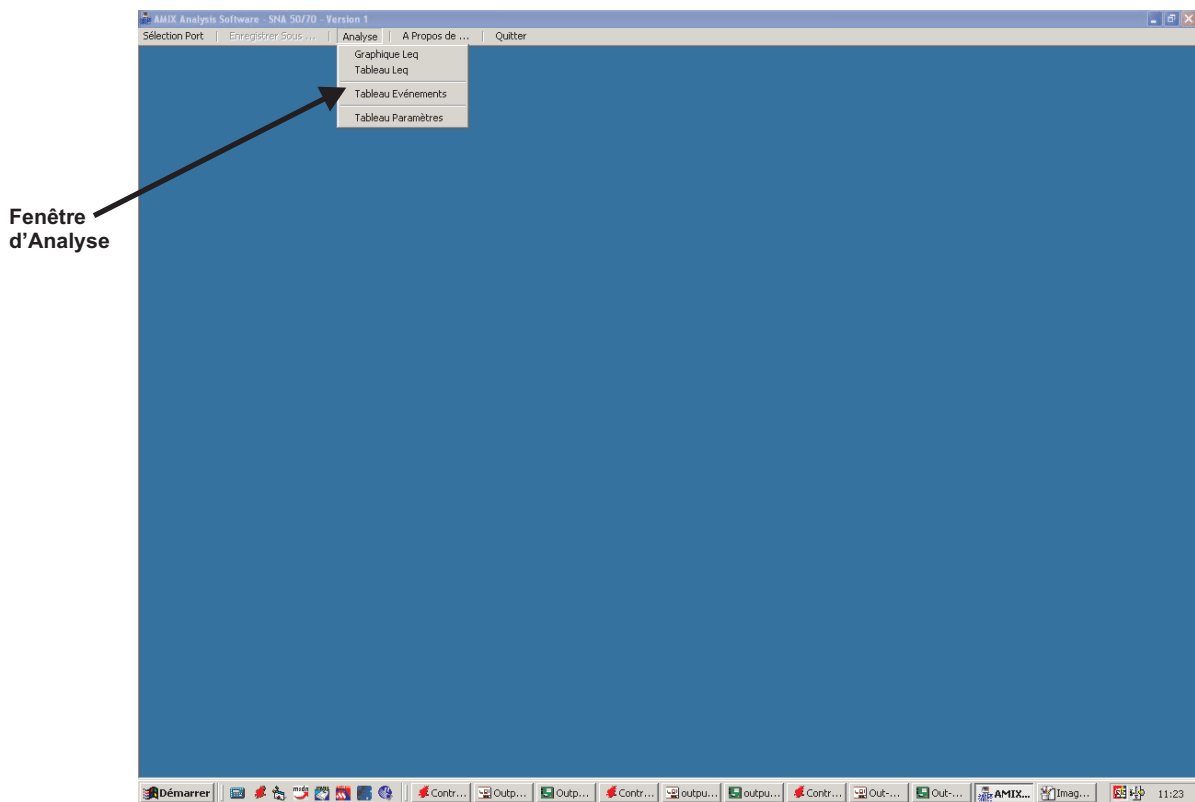 AMIX Analysis Software - SNA 50/70 - Version 1
Sélection Port | Enregistrer Sous ... | Analyse | A Propos de ... | Quitter
Graphique Leq
Tableau Leq
Tableau Evénements
Tableau Paramètres
Fenêtre
d’Analyse
Démarrer Contr... Outp... Outp... Contr... outpu... outpu... Contr... Out-... Out-... AMIX... Imag... 11:23